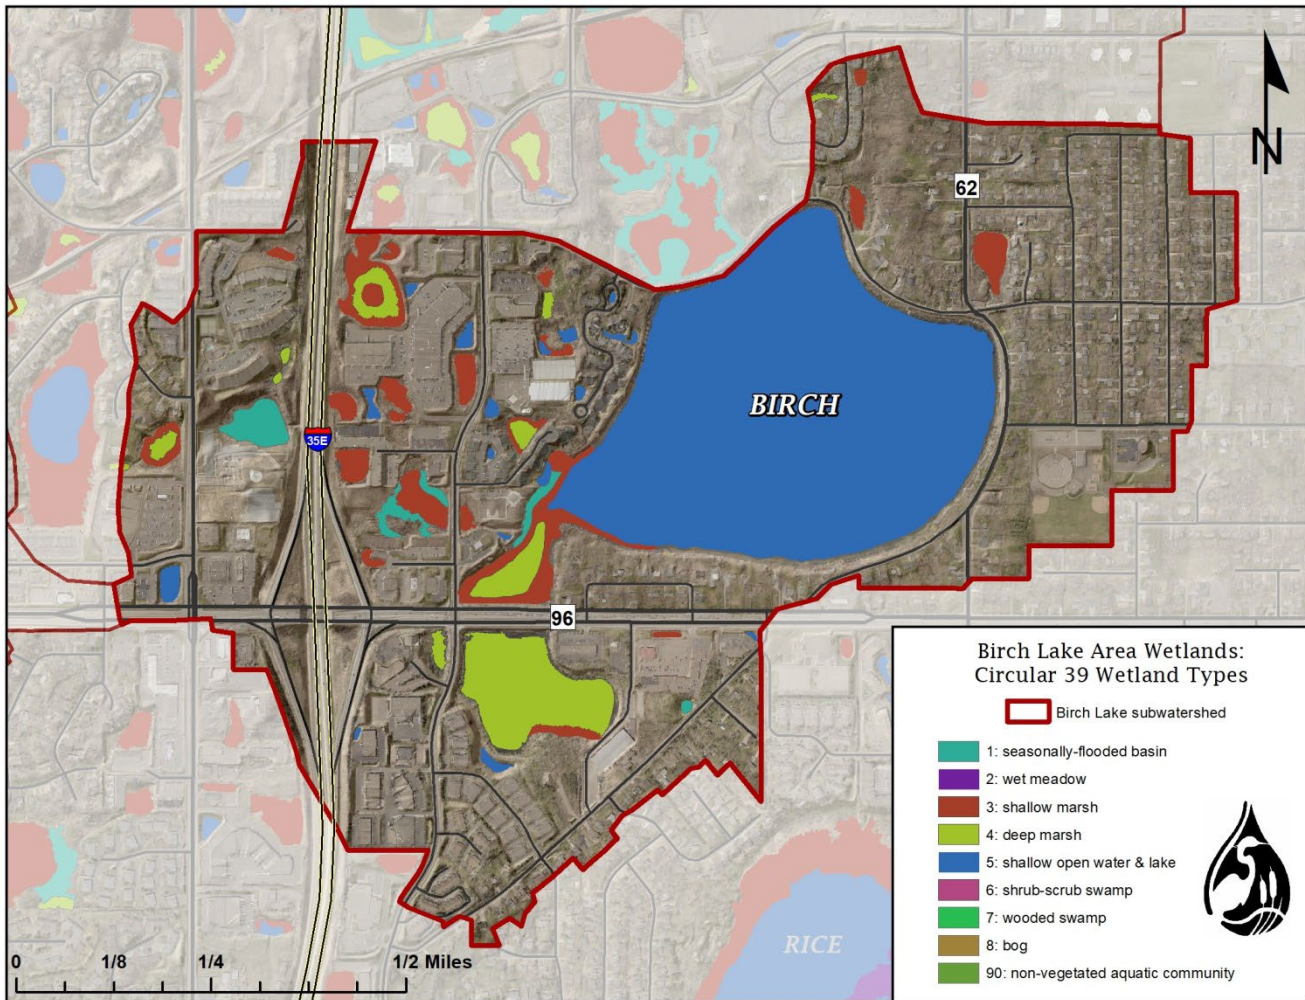 N
62
BIRCH
35E
96
Birch Lake Area Wetlands:
Circular 39 Wetland Types
Birch Lake subwatershed
1: seasonally-flooded basin
2: wet meadow
3: shallow marsh
4: deep marsh
5: shallow open water & lake
6: shrub-scrub swamp
7: wooded swamp
8: bog
90: non-vegetated aquatic community
RICE
0 1/8 1/4 1/2 Miles